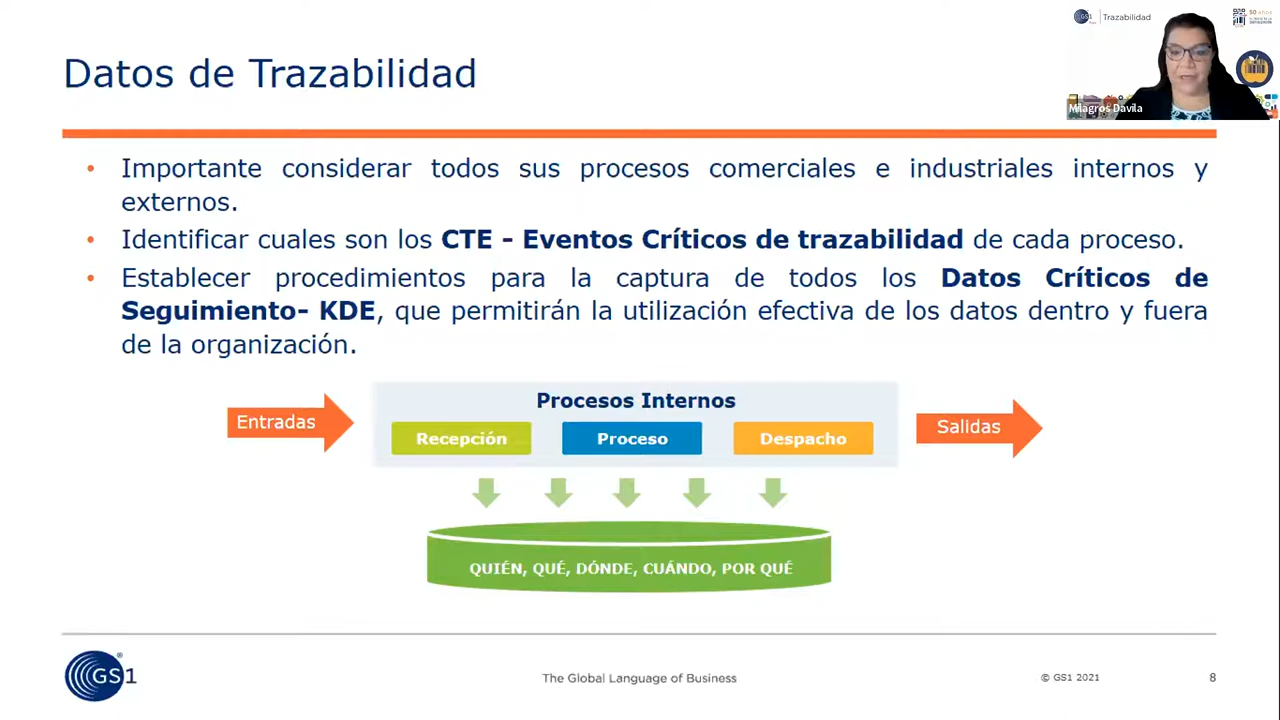 GS1 | Trazabilidad
50 años
Milagros Davila
Datos de Trazabilidad
• Importante considerar todos sus procesos comerciales e industriales internos y
externos.
• Identificar cuales son los CTE - Eventos Críticos de trazabilidad de cada proceso.
• Establecer procedimientos para la captura de todos los Datos Críticos de
Seguimiento- KDE, que permitirán la utilización efectiva de los datos dentro y fuera
de la organización.
Procesos Internos
Entradas
Recepción
Proceso
Despacho
Salidas
QUIÉN, QUÉ, DÓNDE, CUÁNDO, POR QUÉ
GS1
The Global Language of Business
© GS1 2021
8